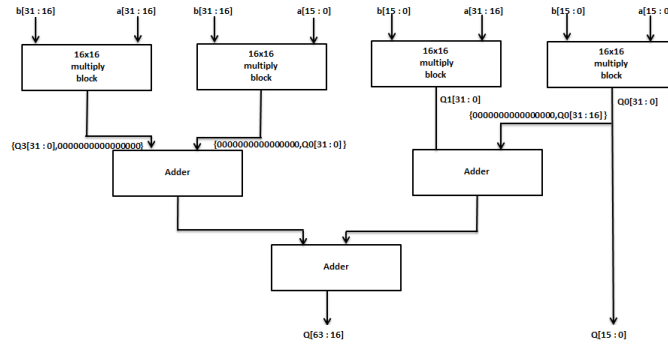 b[31 : 16]
a[31 : 16]
b[31 : 16]
a[15 : 0]
b[15 : 0]
a[31 : 16]
b[15 : 0]
a[15 : 0]
16x16
multiply
block
16x16
multiply
block
16x16
multiply
block
16x16
multiply
block
Q1[31 : 0]
Q0[31 : 0]
{0000000000000000,Q0[31 : 16] }
{Q3[31 : 0],0000000000000000}
{0000000000000000,Q0[31 : 0] }
Adder
Adder
Adder
Q[63 : 16]
Q[15 : 0]